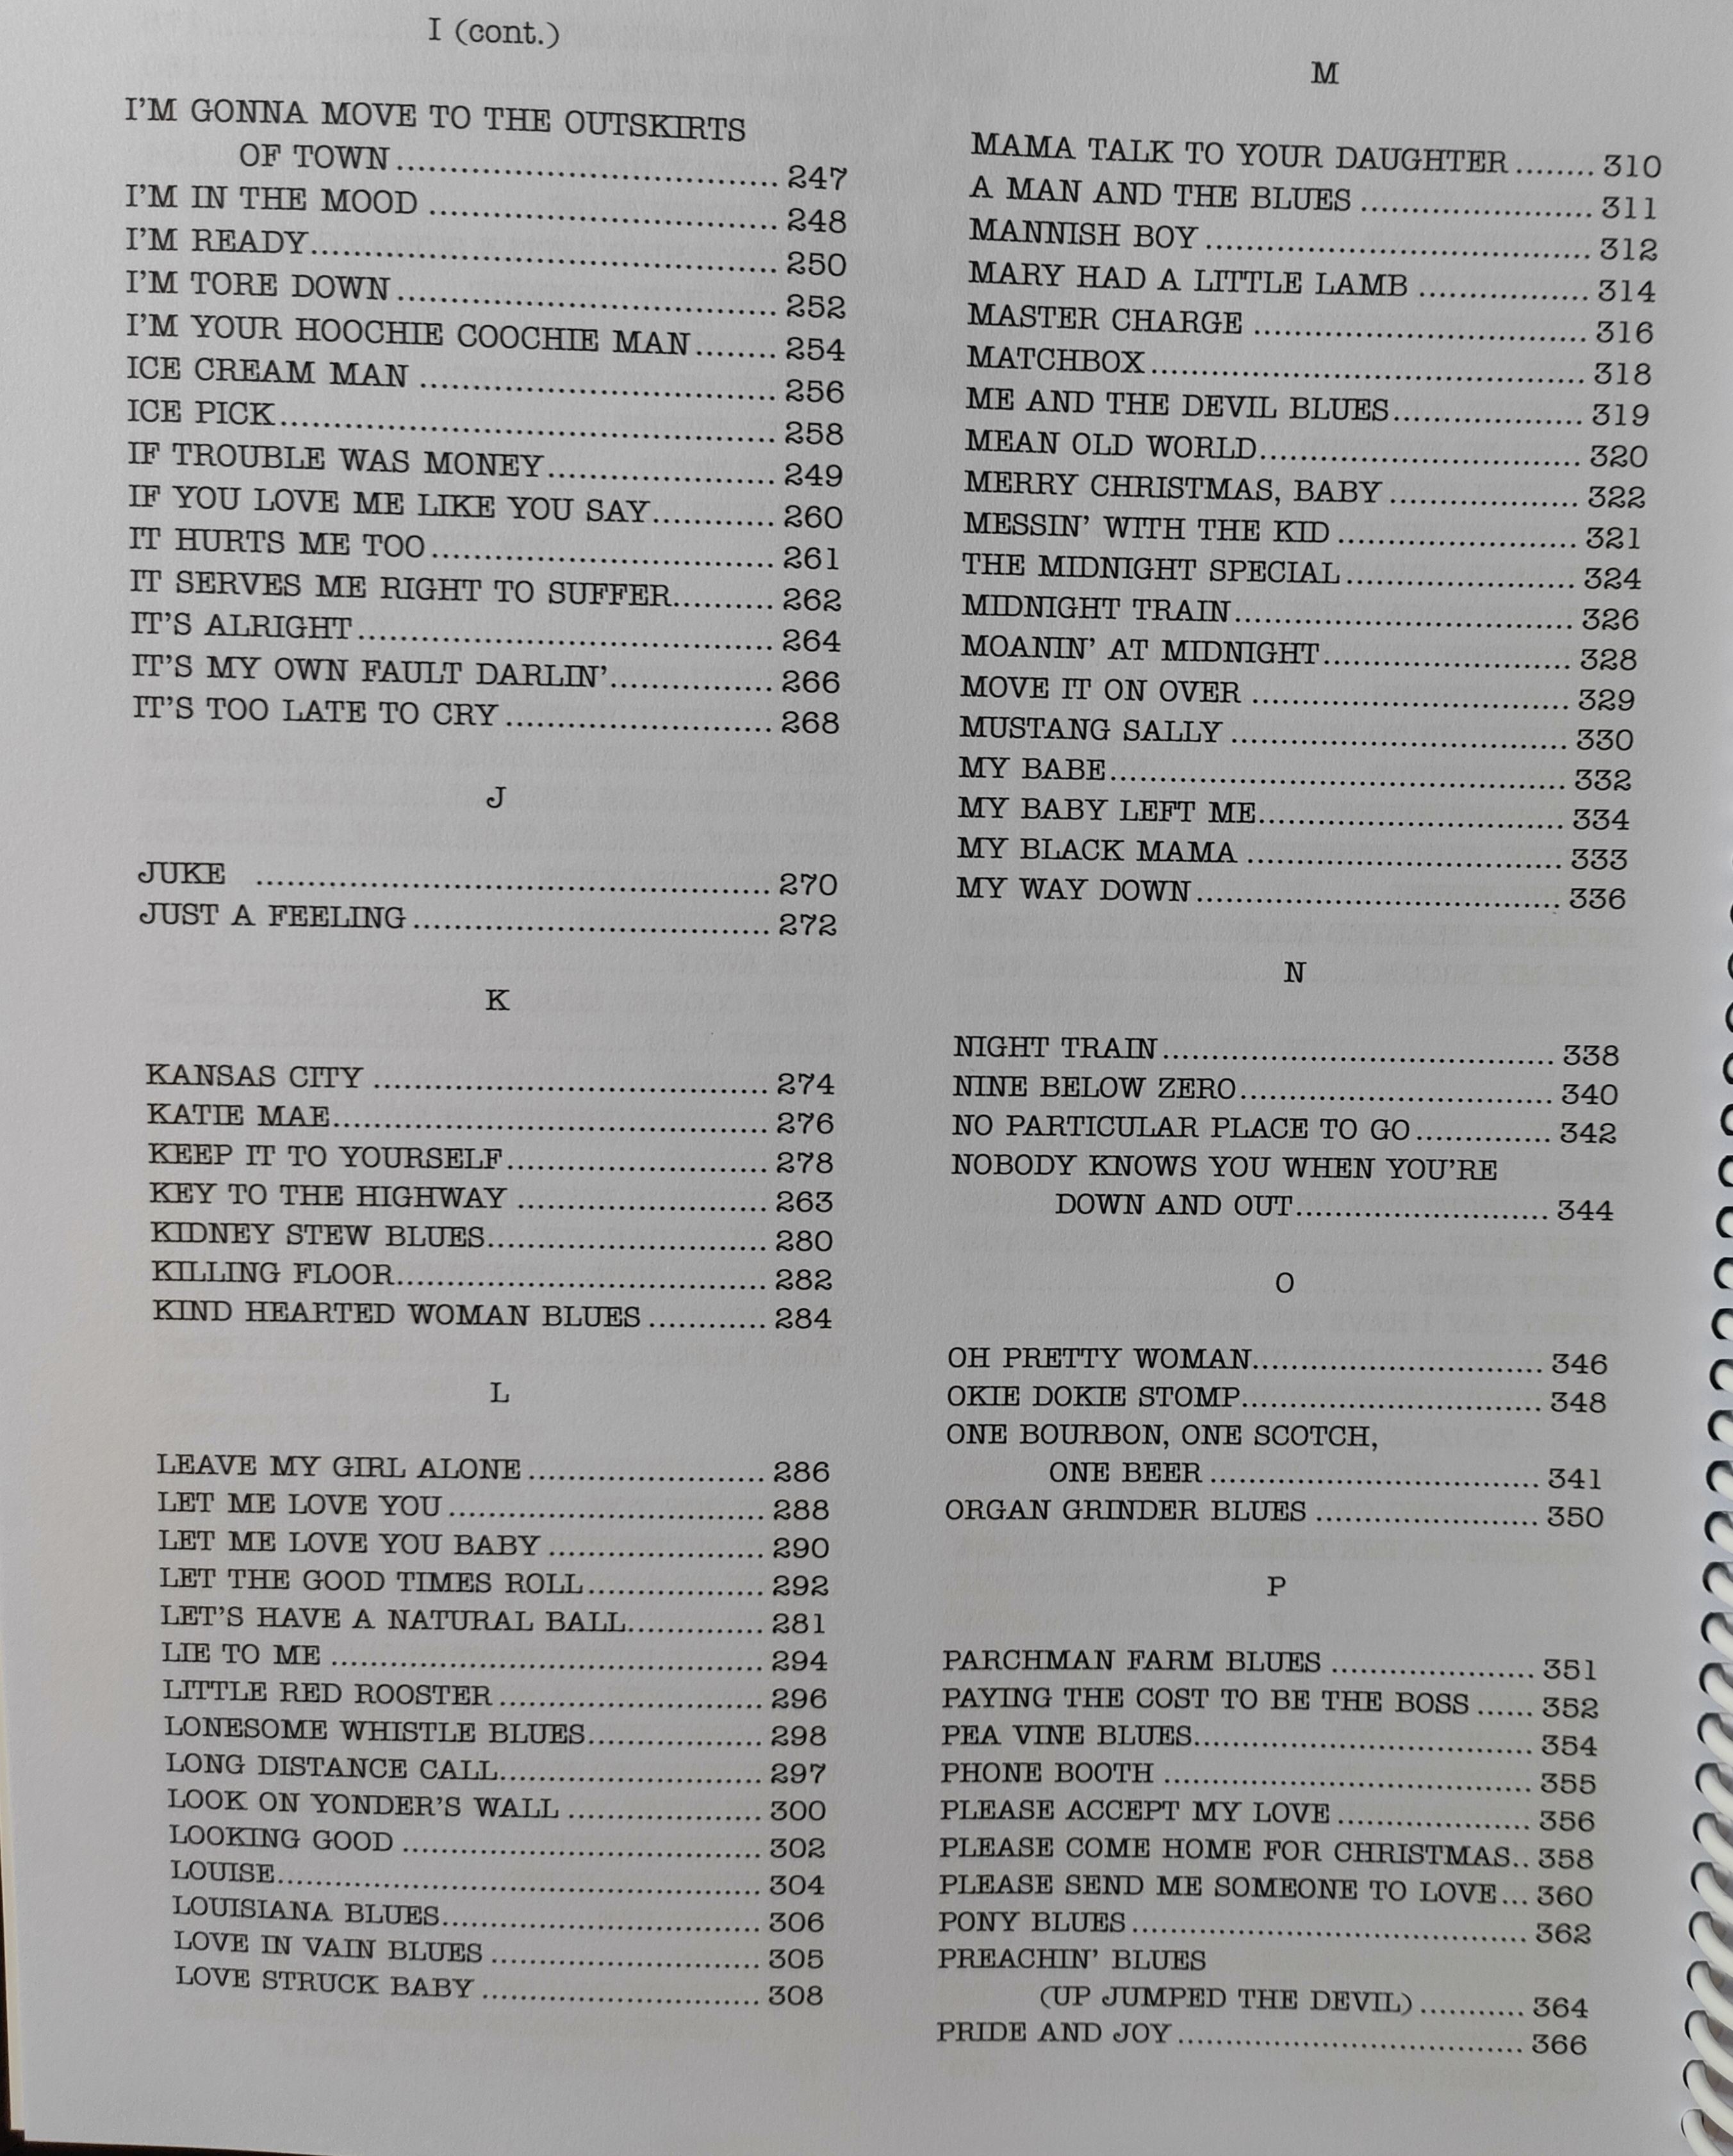 I (cont.)
I'M GONNA MOVE TO THE OUTSKIRTS
OF TOWN.................................... 247
I'M IN THE MOOD ................................. 248
I'M READY............................................ 250
I'M TORE DOWN.................................... 252
I'M YOUR HOOCHIE COOCHIE MAN........ 254
ICE CREAM MAN .................................. 256
ICE PICK............................................... 258
IF TROUBLE WAS MONEY...................... 249
IF YOU LOVE ME LIKE YOU SAY............ 260
IT HURTS ME TOO................................. 261
IT SERVES ME RIGHT TO SUFFER.......... 262
IT'S ALRIGHT........................................ 264
IT'S MY OWN FAULT DARLIN'................ 266
IT'S TOO LATE TO CRY .......................... 268
J
JUKE .................................................. 270
JUST A FEELING................................... 272
K
KANSAS CITY ...................................... 274
KATIE MAE.......................................... 276
KEEP IT TO YOURSELF......................... 278
KEY TO THE HIGHWAY ........................ 263
KIDNEY STEW BLUES........................... 280
KILLING FLOOR.................................... 282
KIND HEARTED WOMAN BLUES ............ 284
L
LEAVE MY GIRL ALONE........................ 286
LET ME LOVE YOU ................................ 288
LET ME LOVE YOU BABY ...................... 290
LET THE GOOD TIMES ROLL.................. 292
LET'S HAVE A NATURAL BALL.............. 281
LIE TO ME ........................................... 294
LITTLE RED ROOSTER .......................... 296
LONESOME WHISTLE BLUES................. 298
LONG DISTANCE CALL.......................... 297
LOOK ON YONDER'S WALL ................... 300
LOOKING GOOD .................................... 302
LOUISE................................................ 304
LOUISIANA BLUES................................ 306
LOVE IN VAIN BLUES ........................... 305
LOVE STRUCK BABY ............................ 308
M
MAMA TALK TO YOUR DAUGHTER ........ 310
A MAN AND THE BLUES ....................... 311
MANNISH BOY ...................................... 312
MARY HAD A LITTLE LAMB ................. 314
MASTER CHARGE ................................. 316
MATCHBOX........................................... 318
ME AND THE DEVIL BLUES................... 319
MEAN OLD WORLD................................ 320
MERRY CHRISTMAS, BABY ................... 322
MESSIN' WITH THE KID ........................ 321
THE MIDNIGHT SPECIAL....................... 324
MIDNIGHT TRAIN.................................. 326
MOANIN' AT MIDNIGHT......................... 328
MOVE IT ON OVER ................................ 329
MUSTANG SALLY .................................. 330
MY BABE.............................................. 332
MY BABY LEFT ME............................... 334
MY BLACK MAMA ................................ 333
MY WAY DOWN..................................... 336
N
NIGHT TRAIN........................................ 338
NINE BELOW ZERO................................ 340
NO PARTICULAR PLACE TO GO.............. 342
NOBODY KNOWS YOU WHEN YOU'RE
DOWN AND OUT.......................... 344
O
OH PRETTY WOMAN.............................. 346
OKIE DOKIE STOMP............................... 348
ONE BOURBON, ONE SCOTCH,
ONE BEER .................................. 341
ORGAN GRINDER BLUES ....................... 350
P
PARCHMAN FARM BLUES ..................... 351
PAYING THE COST TO BE THE BOSS ...... 352
PEA VINE BLUES................................... 354
PHONE BOOTH ...................................... 355
PLEASE ACCEPT MY LOVE .................... 356
PLEASE COME HOME FOR CHRISTMAS.. 358
PLEASE SEND ME SOMEONE TO LOVE... 360
PONY BLUES ......................................... 362
PREACHIN' BLUES
(UP JUMPED THE DEVIL)........... 364
PRIDE AND JOY .................................... 366